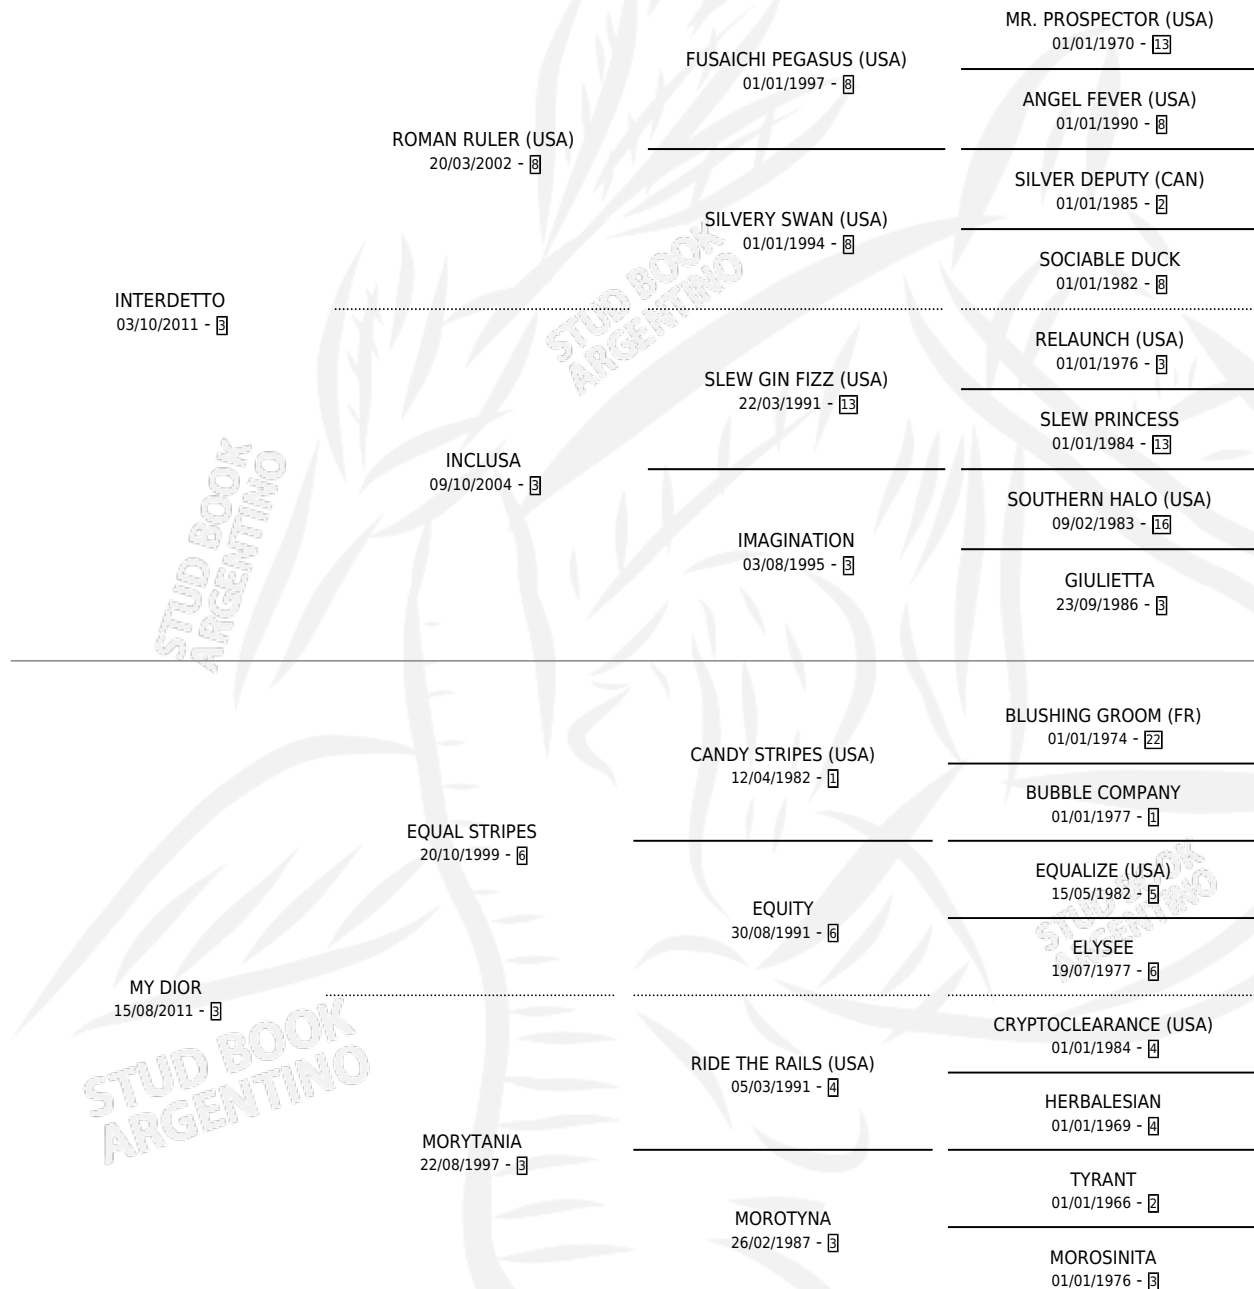 MR. PROSPECTOR (USA)
01/01/1970 - 13
FUSAICHI PEGASUS (USA)
01/01/1997 - 8
ANGEL FEVER (USA)
01/01/1990 - 8
ROMAN RULER (USA)
20/03/2002 - 8
SILVER DEPUTY (CAN)
01/01/1985 - 2
SILVERY SWAN (USA)
01/01/1994 - 8
SOCIABLE DUCK
01/01/1982 - 8
INTERDETTO
03/10/2011 - 3
RELAUNCH (USA)
01/01/1976 - 3
SLEW GIN FIZZ (USA)
22/03/1991 - 13
SLEW PRINCESS
01/01/1984 - 13
INCLUSA
09/10/2004 - 3
SOUTHERN HALO (USA)
09/02/1983 - 16
IMAGINATION
03/08/1995 - 3
GIULIETTA
23/09/1986 - 3
BLUSHING GROOM (FR)
01/01/1974 - 22
CANDY STRIPES (USA)
12/04/1982 - 1
BUBBLE COMPANY
01/01/1977 - 1
EQUAL STRIPES
20/10/1999 - 6
EQUALIZE (USA)
15/05/1982 - 5
EQUITY
30/08/1991 - 6
ELYSEE
19/07/1977 - 6
MY DIOR
15/08/2011 - 3
CRYPTOCLEARANCE (USA)
01/01/1984 - 4
RIDE THE RAILS (USA)
05/03/1991 - 4
HERBALESIAN
01/01/1969 - 4
MORYTANIA
22/08/1997 - 3
TYRANT
01/01/1966 - 2
MOROTYNA
26/02/1987 - 3
MOROSINITA
01/01/1976 - 3
STUD BOOK
ARGENTINO
STUD BOOK
ARGENTINO
STUD BOOK
ARGENTINO
STUD BOOK
ARGENTINO